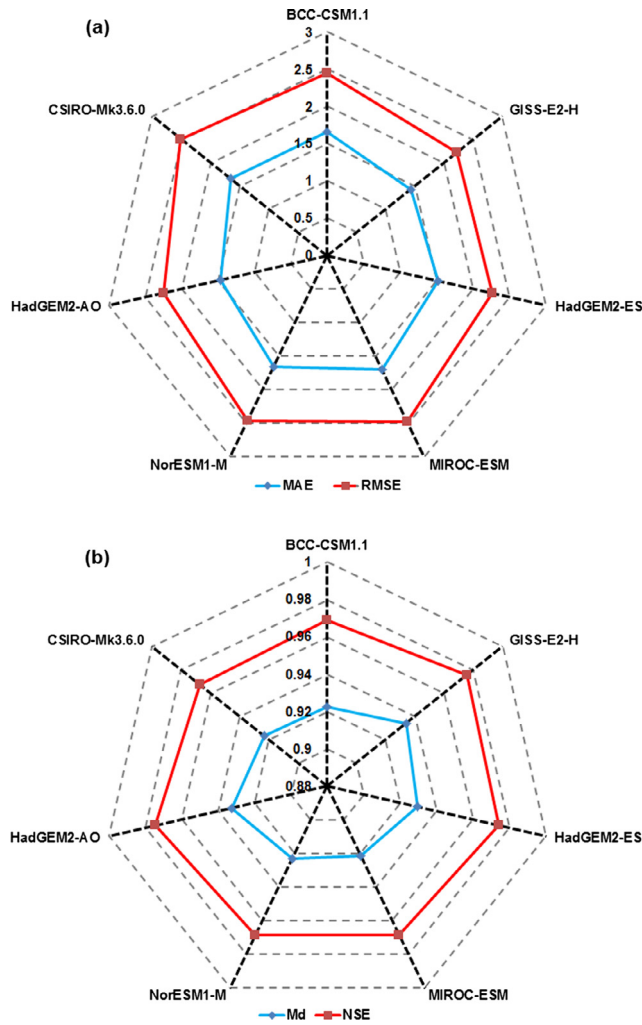 (a)
BCC-CSM1.1
3
2.5
2
1.5
1
0.5
0
CSIRO-Mk3.6.0
GISS-E2-H
HadGEM2-AO
HadGEM2-ES
NorESM1-M
MIROC-ESM
MAE RMSE
(b)
BCC-CSM1.1
1
0.98
0.96
0.94
0.92
0.9
0.88
CSIRO-Mk3.6.0
GISS-E2-H
HadGEM2-AO
HadGEM2-ES
NorESM1-M
MIROC-ESM
Md NSE